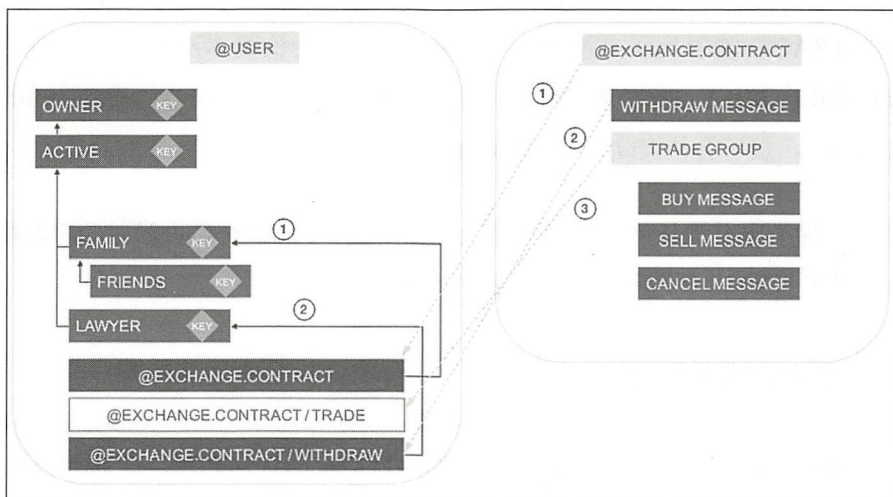 @USER
OWNER KEY
ACTIVE KEY
FAMILY KEY
FRIENDS KEY
LAWYER KEY
1
2
@EXCHANGE.CONTRACT
@EXCHANGE.CONTRACT / TRADE
@EXCHANGE.CONTRACT / WITHDRAW
1
2
3
@EXCHANGE.CONTRACT
WITHDRAW MESSAGE
TRADE GROUP
BUY MESSAGE
SELL MESSAGE
CANCEL MESSAGE